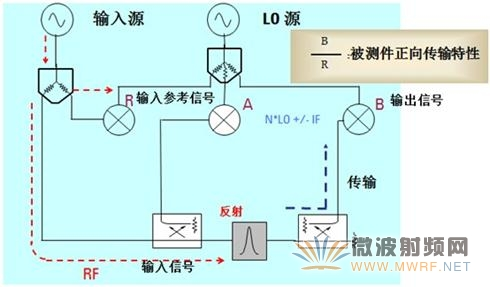 输入源
LO 源
B
R
:被测件正向传输特性
R
输入参考信号
A
B
输出信号
N*LO +/- IF
传输
反射
输入信号
RF
微波射频网
WWW.MWRF.NET